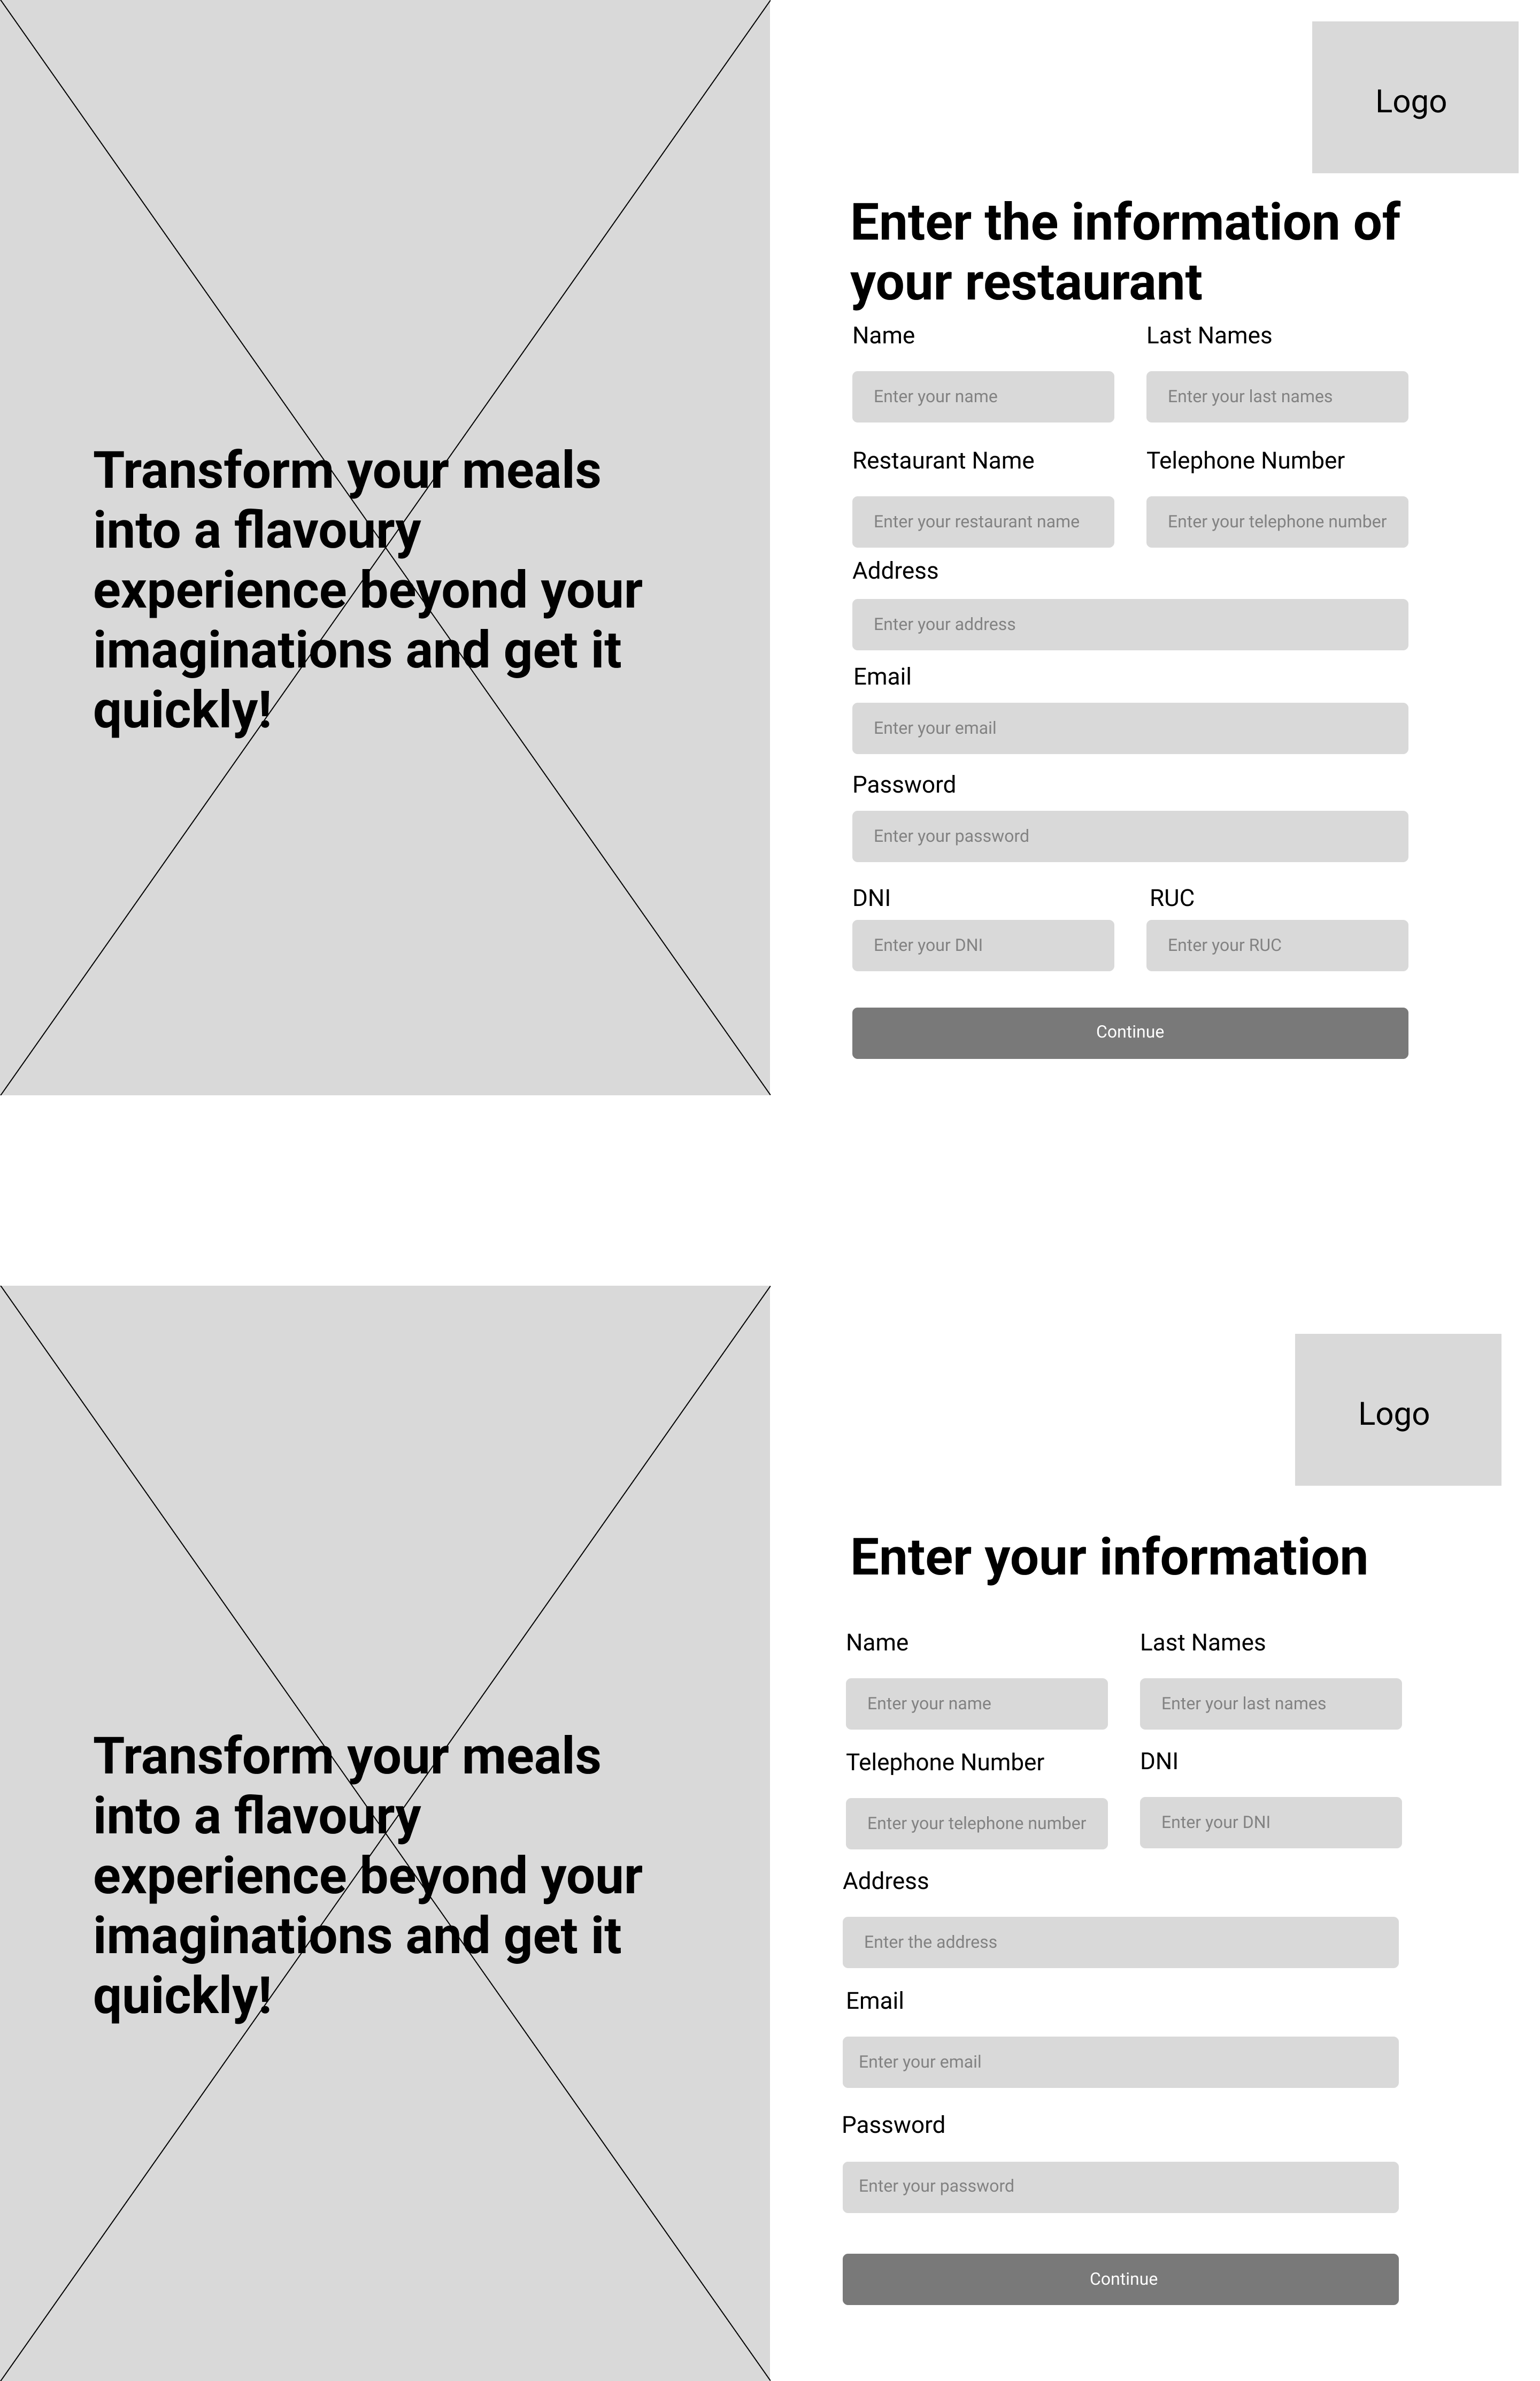 Transform your meals
into a flavoury
experience beyond your
imaginations and get it
quickly!
Logo
Enter the information of
your restaurant
Name Last Names
Enter your name Enter your last names
Restaurant Name Telephone Number
Enter your restaurant name Enter your telephone number
Address
Enter your address
Email
Enter your email
Password
Enter your password
DNI RUC
Enter your DNI Enter your RUC
Continue
Transform your meals
into a flavoury
experience beyond your
imaginations and get it
quickly!
Logo
Enter your information
Name Last Names
Enter your name Enter your last names
Telephone Number DNI
Enter your telephone number Enter your DNI
Address
Enter the address
Email
Enter your email
Password
Enter your password
Continue